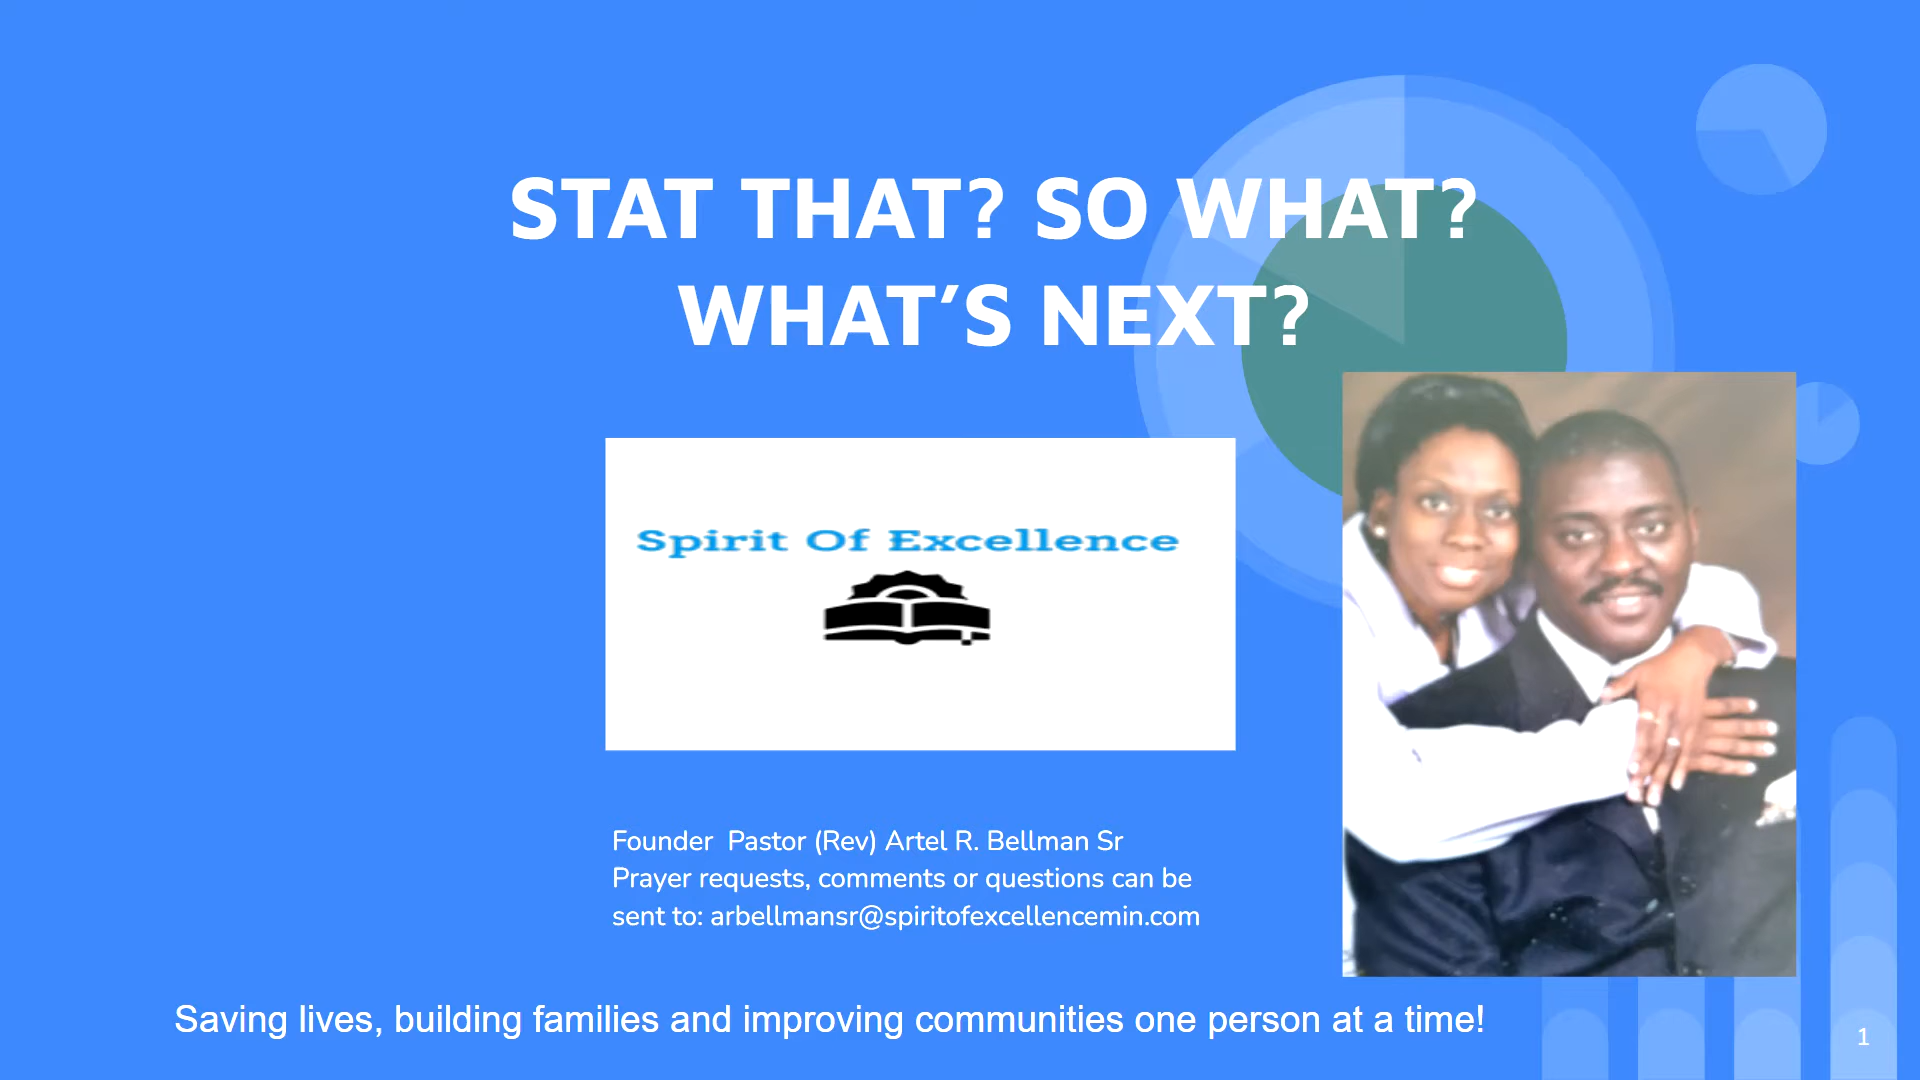 STAT THAT? SO WHAT?
WHAT′S NEXT?
Spirit Of Excellence
Founder  Pastor (Rev) Artel R. Bellman Sr
Prayer requests, comments or questions can be
sent to: arbellmansr@spiritofexcellencemin.com
Saving lives, building families and improving communities one person at a time!
1